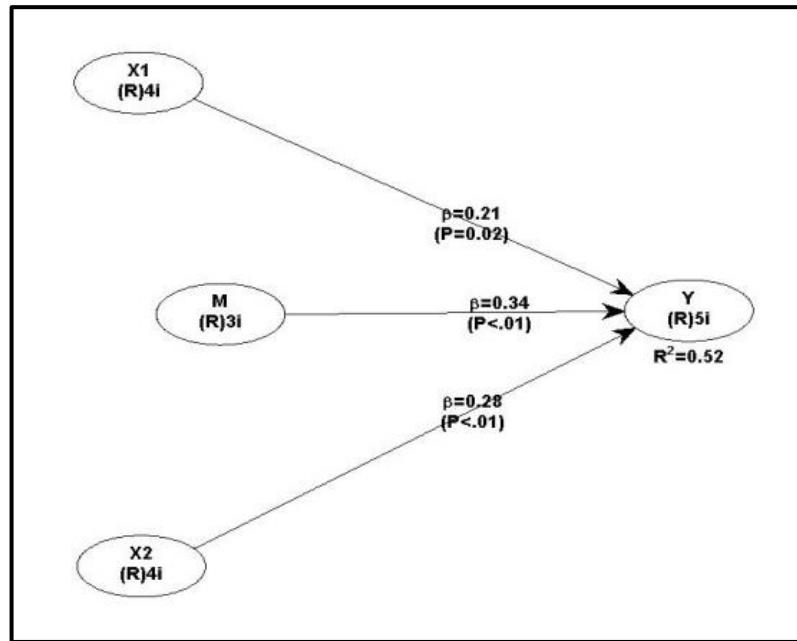 X1
(R)4i
β=0.21
(P=0.02)
M
(R)3i
β=0.34
(P<.01)
Y
(R)5i
R²=0.52
β=0.28
(P<.01)
X2
(R)4i